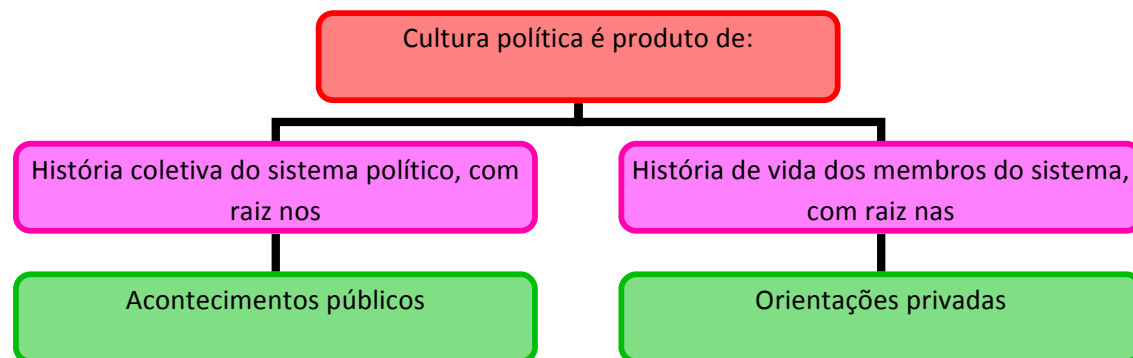 Cultura política é produto de:
História coletiva do sistema político, com
raiz nos
História de vida dos membros do sistema,
com raiz nas
Acontecimentos públicos
Orientações privadas